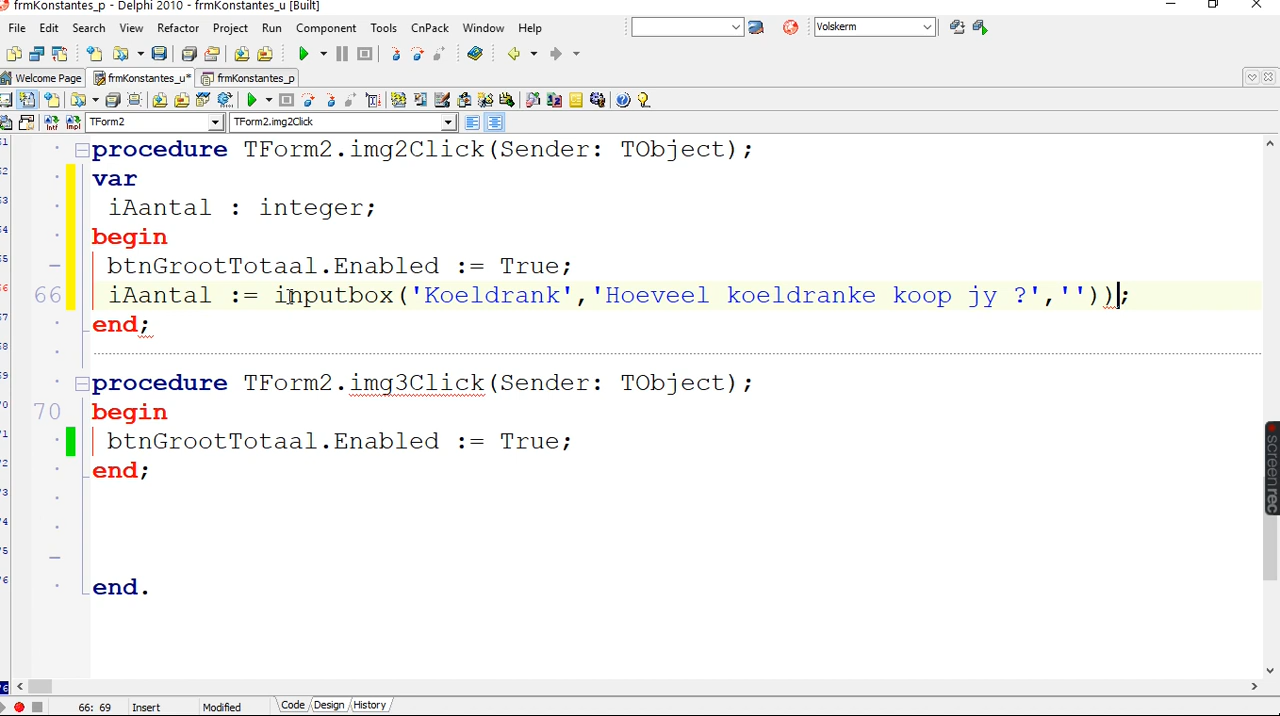 frmKonstantes_p - Delphi 2010 - frmKonstantes_u [Built]
File Edit Search View Refactor Project Run Component Tools CnPack Window Help Volskerm
Welcome Page frmKonstantes_u* frmKonstantes_p
Intf Impl TForm2 TForm2.img2Click
procedure TForm2.img2Click(Sender: TObject);
var
iAantal : integer;
begin
btnGrootTotaal.Enabled := True;
66 iAantal := inputbox('Koeldrank','Hoeveel koeldranke koop jy ?',''));
end;
procedure TForm2.img3Click(Sender: TObject);
70 begin
btnGrootTotaal.Enabled := True;
end;
end.
screenrec
66: 69 Insert Modified Code Design History